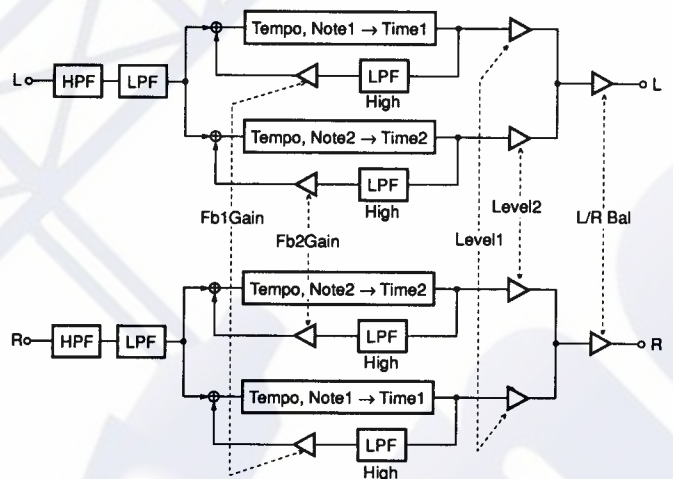 Tempo, Note1 → Time1
L HPF LPF LPF L
High
Tempo, Note2 → Time2
LPF
High
Fb1Gain Fb2Gain Level1 Level2 L/R Bal
Tempo, Note2 → Time2
R HPF LPF LPF R
High
Tempo, Note1 → Time1
LPF
High